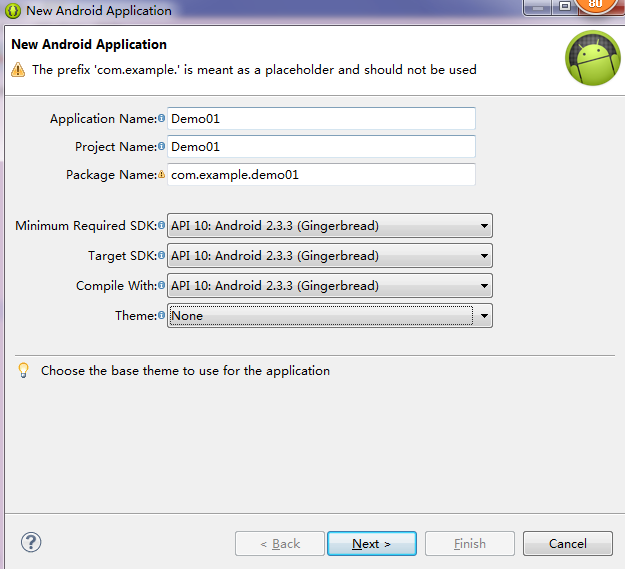 New Android Application
80
New Android Application
The prefix 'com.example.' is meant as a placeholder and should not be used
Application Name: Demo01
Project Name: Demo01
Package Name: com.example.demo01
Minimum Required SDK: API 10: Android 2.3.3 (Gingerbread)
Target SDK: API 10: Android 2.3.3 (Gingerbread)
Compile With: API 10: Android 2.3.3 (Gingerbread)
Theme: None
Choose the base theme to use for the application
? < Back Next > Finish Cancel